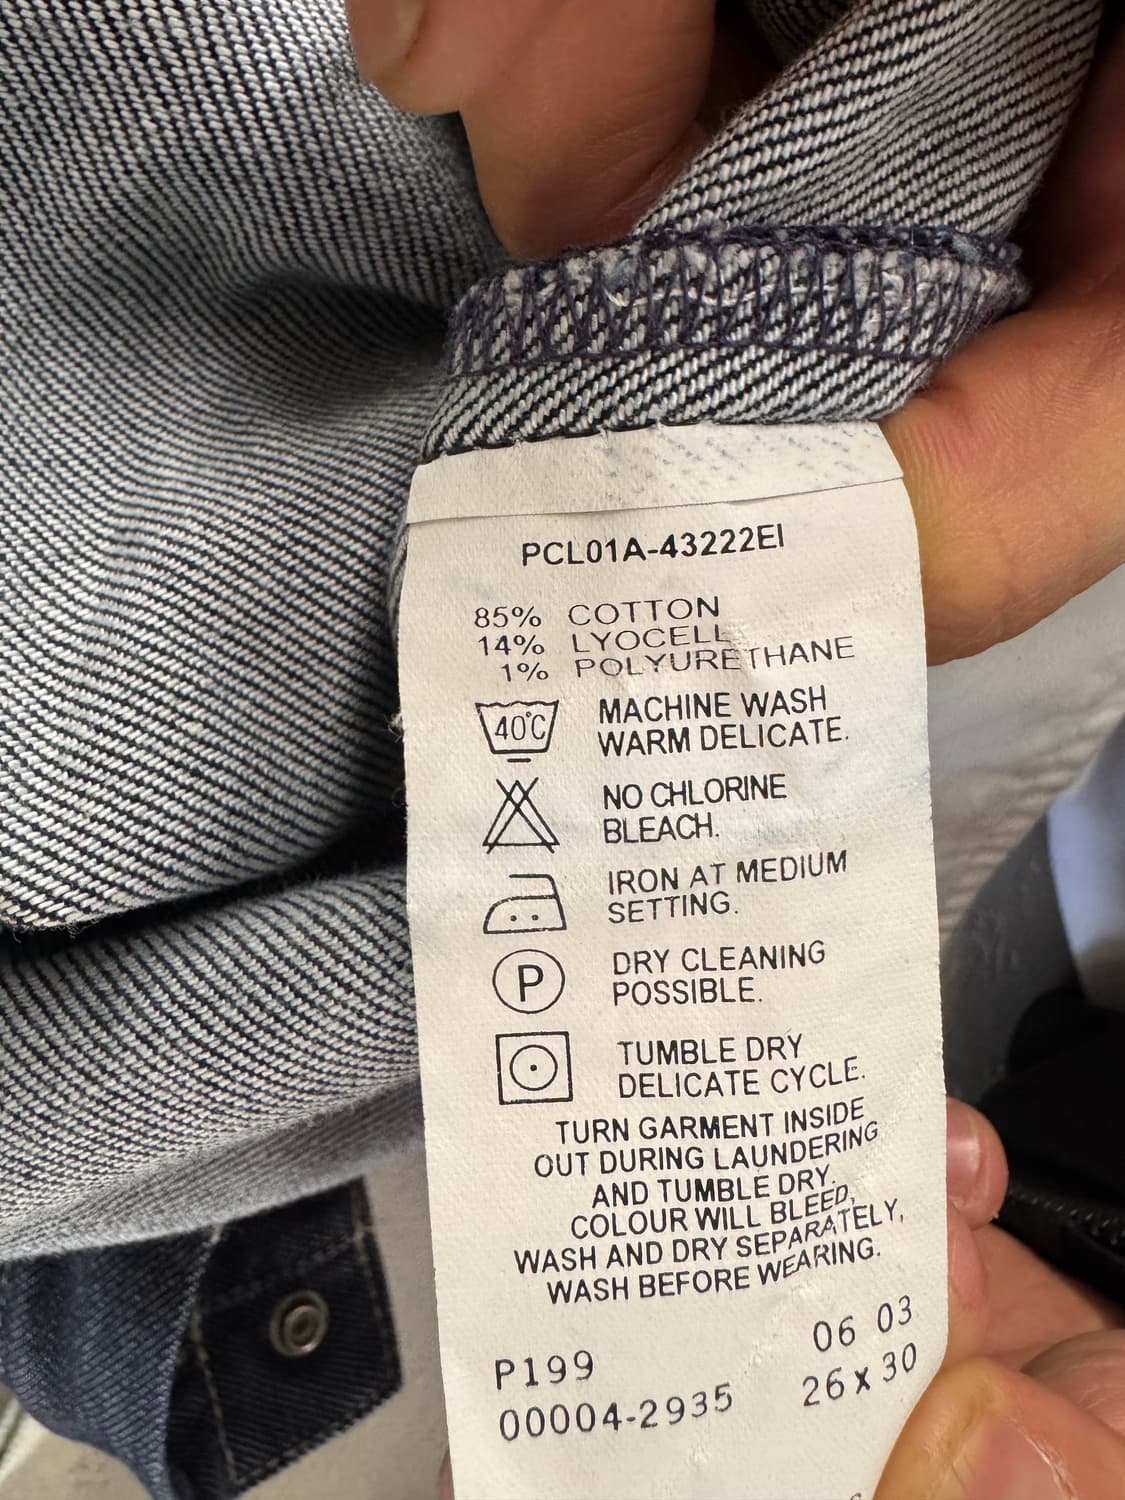 PCL01A-43222EI
85% COTTON
14% LYOCELL
1% POLYURETHANE
40°C MACHINE WASH
WARM DELICATE.
NO CHLORINE
BLEACH.
IRON AT MEDIUM
SETTING.
P DRY CLEANING
POSSIBLE.
TUMBLE DRY
DELICATE CYCLE.
TURN GARMENT INSIDE
OUT DURING LAUNDERING
AND TUMBLE DRY.
COLOUR WILL BLEED,
WASH AND DRY SEPARATELY,
WASH BEFORE WEARING.
P199 06 03
00004-2935 26 x 30